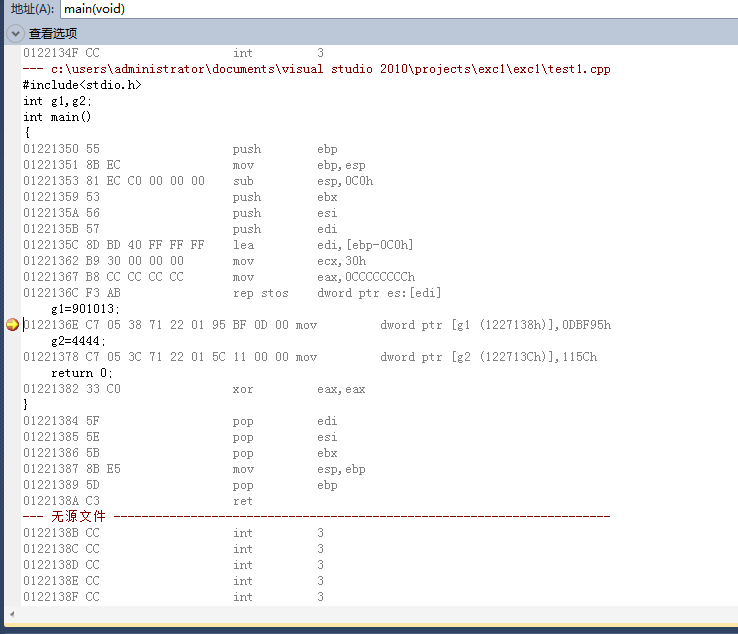 地址(A): main(void)
查看选项
0122134F CC int 3
--- c:\users\administrator\documents\visual studio 2010\projects\exc1\exc1\test1.cpp
#include<stdio.h>
int g1,g2;
int main()
{
01221350 55 push ebp
01221351 8B EC mov ebp,esp
01221353 81 EC C0 00 00 00 sub esp,0C0h
01221359 53 push ebx
0122135A 56 push esi
0122135B 57 push edi
0122135C 8D BD 40 FF FF FF lea edi,[ebp-0C0h]
01221362 B9 30 00 00 00 mov ecx,30h
01221367 B8 CC CC CC CC mov eax,0CCCCCCCCh
0122136C F3 AB rep stos dword ptr es:[edi]
g1=901013;
0122136E C7 05 38 71 22 01 95 BF 0D 00 mov dword ptr [g1 (1227138h)],0DBF95h
g2=4444;
01221378 C7 05 3C 71 22 01 5C 11 00 00 mov dword ptr [g2 (122713Ch)],115Ch
return 0;
01221382 33 C0 xor eax,eax
}
01221384 5F pop edi
01221385 5E pop esi
01221386 5B pop ebx
01221387 8B E5 mov esp,ebp
01221389 5D pop ebp
0122138A C3 ret
--- 无源文件 -----------------------------------------------------------------------
0122138B CC int 3
0122138C CC int 3
0122138D CC int 3
0122138E CC int 3
0122138F CC int 3